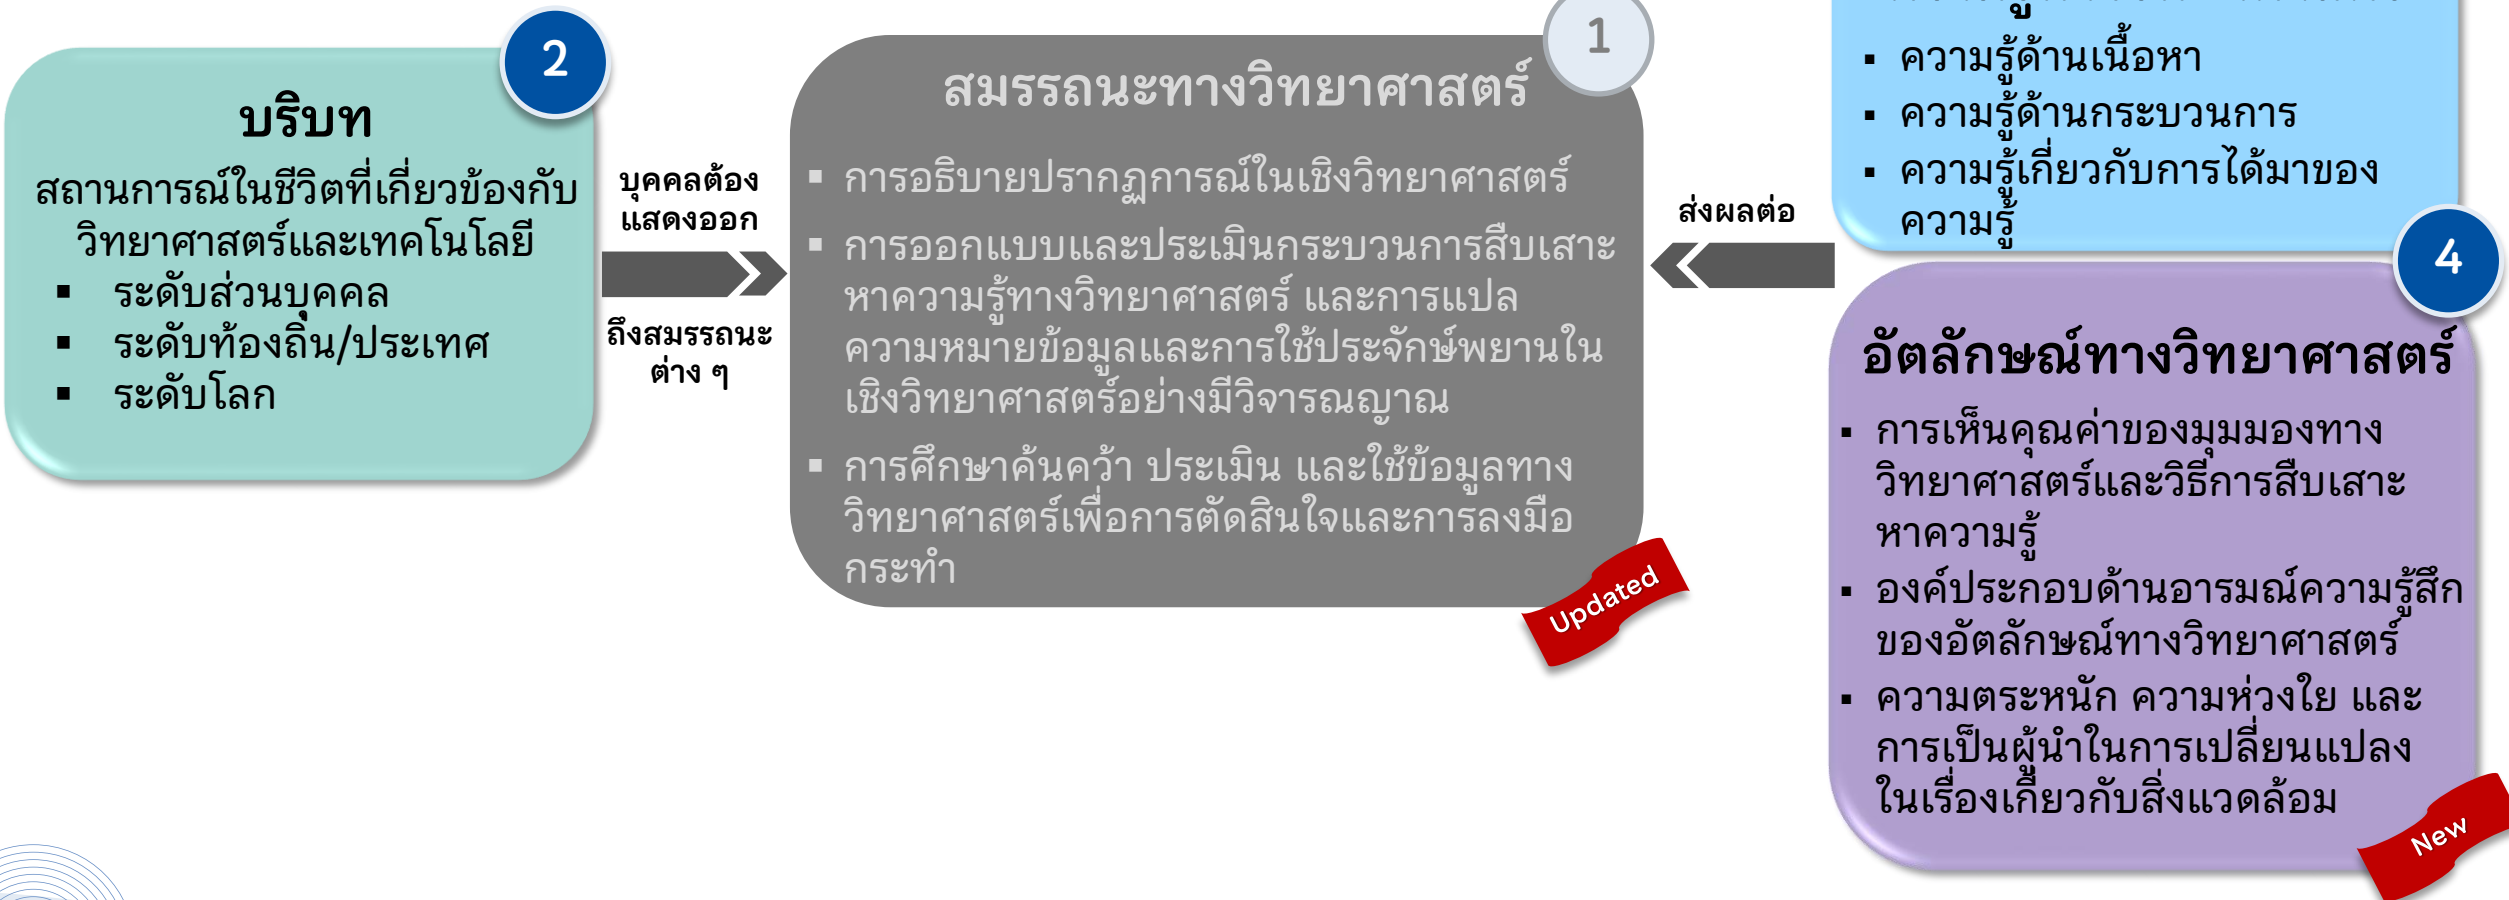 2
บริบท
สถานการณ์ในชีวิตที่เกี่ยวข้องกับ
วิทยาศาสตร์และเทคโนโลยี
▪ ระดับส่วนบุคคล
▪ ระดับท้องถิ่น/ประเทศ
▪ ระดับโลก
บุคคลต้อง
แสดงออก
ถึงสมรรถนะ
ต่าง ๆ
1
สมรรถนะทางวิทยาศาสตร์
▪ การอธิบายปรากฏการณ์ในเชิงวิทยาศาสตร์
▪ การออกแบบและประเมินกระบวนการสืบเสาะ
หาความรู้ทางวิทยาศาสตร์ และการแปล
ความหมายข้อมูลและการใช้ประจักษ์พยานใน
เชิงวิทยาศาสตร์อย่างมีวิจารณญาณ
▪ การศึกษาค้นคว้า ประเมิน และใช้ข้อมูลทาง
วิทยาศาสตร์เพื่อการตัดสินใจและการลงมือ
กระทำ
Updated
ส่งผลต่อ
▪ ความรู้ด้านเนื้อหา
▪ ความรู้ด้านกระบวนการ
▪ ความรู้เกี่ยวกับการได้มาของ
ความรู้
4
อัตลักษณ์ทางวิทยาศาสตร์
▪ การเห็นคุณค่าของมุมมองทาง
วิทยาศาสตร์และวิธีการสืบเสาะ
หาความรู้
▪ องค์ประกอบด้านอารมณ์ความรู้สึก
ของอัตลักษณ์ทางวิทยาศาสตร์
▪ ความตระหนัก ความห่วงใย และ
การเป็นผู้นำในการเปลี่ยนแปลง
ในเรื่องเกี่ยวกับสิ่งแวดล้อม
New